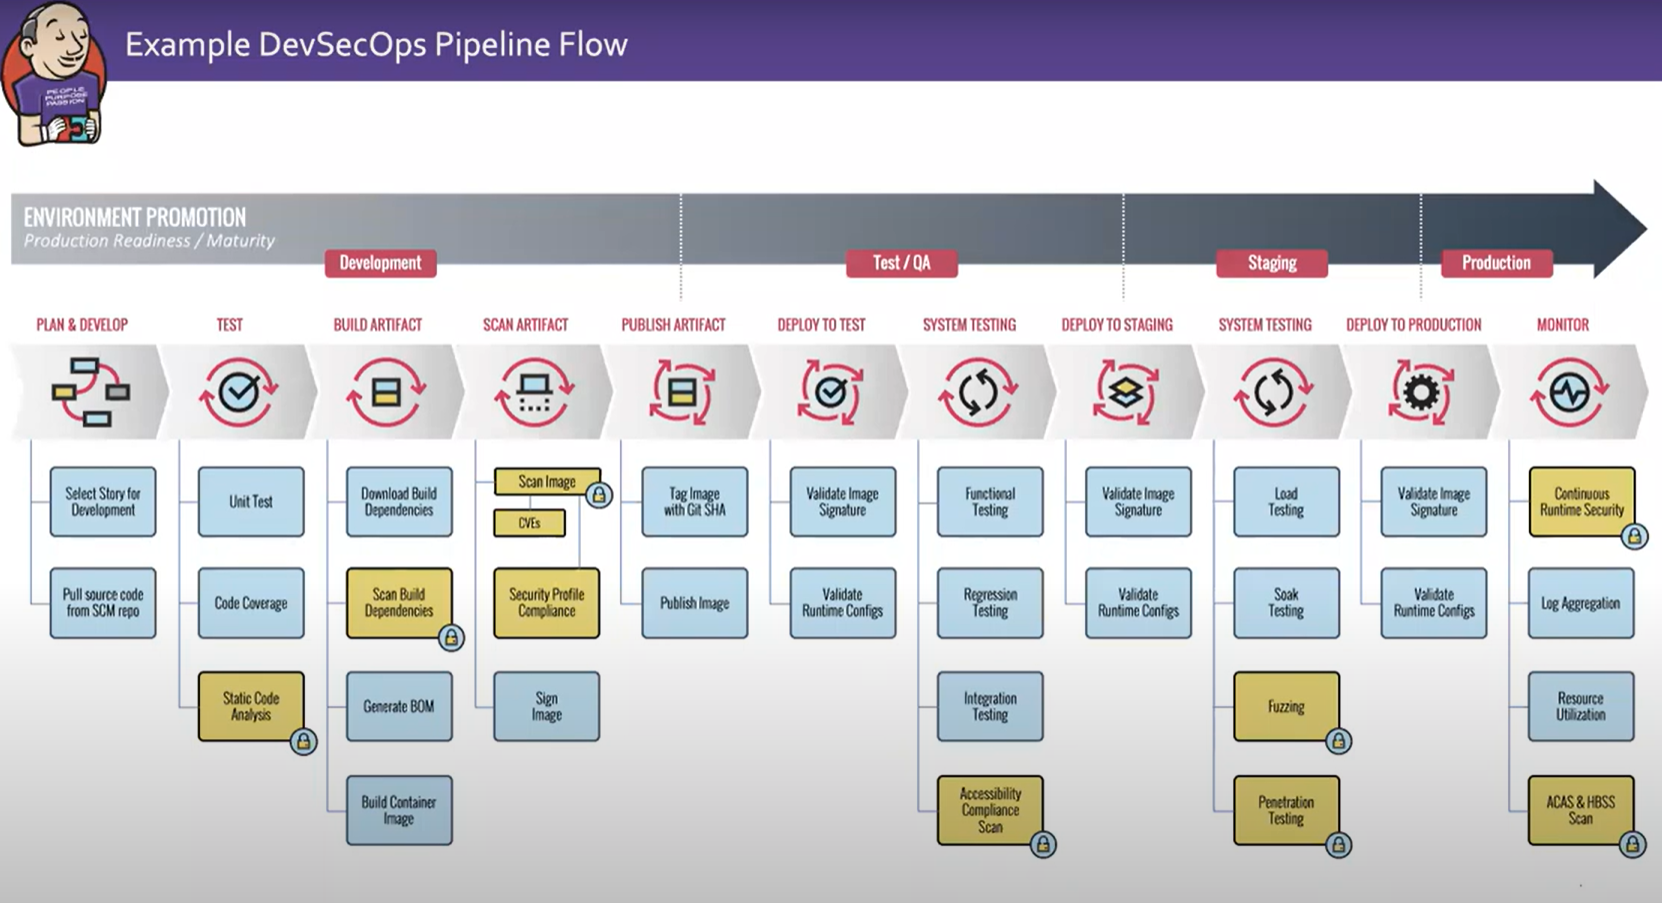 Example DevSecOps Pipeline Flow
PEOPLE
PURPOSE
PASSION
ENVIRONMENT PROMOTION
Production Readiness / Maturity
Development
Test / QA
Staging
Production
PLAN & DEVELOP
TEST
BUILD ARTIFACT
SCAN ARTIFACT
PUBLISH ARTIFACT
DEPLOY TO TEST
SYSTEM TESTING
DEPLOY TO STAGING
SYSTEM TESTING
DEPLOY TO PRODUCTION
MONITOR
Select Story for
Development
Pull source code
from SCM repo
Unit Test
Code Coverage
Static Code
Analysis
Download Build
Dependencies
Scan Build
Dependencies
Generate BOM
Build Container
Image
Scan Image
CVEs
Security Profile
Compliance
Sign
Image
Tag Image
with Git SHA
Publish Image
Validate Image
Signature
Validate
Runtime Configs
Functional
Testing
Regression
Testing
Integration
Testing
Accessibility
Compliance
Scan
Validate Image
Signature
Validate
Runtime Configs
Load
Testing
Soak
Testing
Fuzzing
Penetration
Testing
Validate Image
Signature
Validate
Runtime Configs
Continuous
Runtime Security
Log Aggregation
Resource
Utilization
ACAS & HBSS
Scan